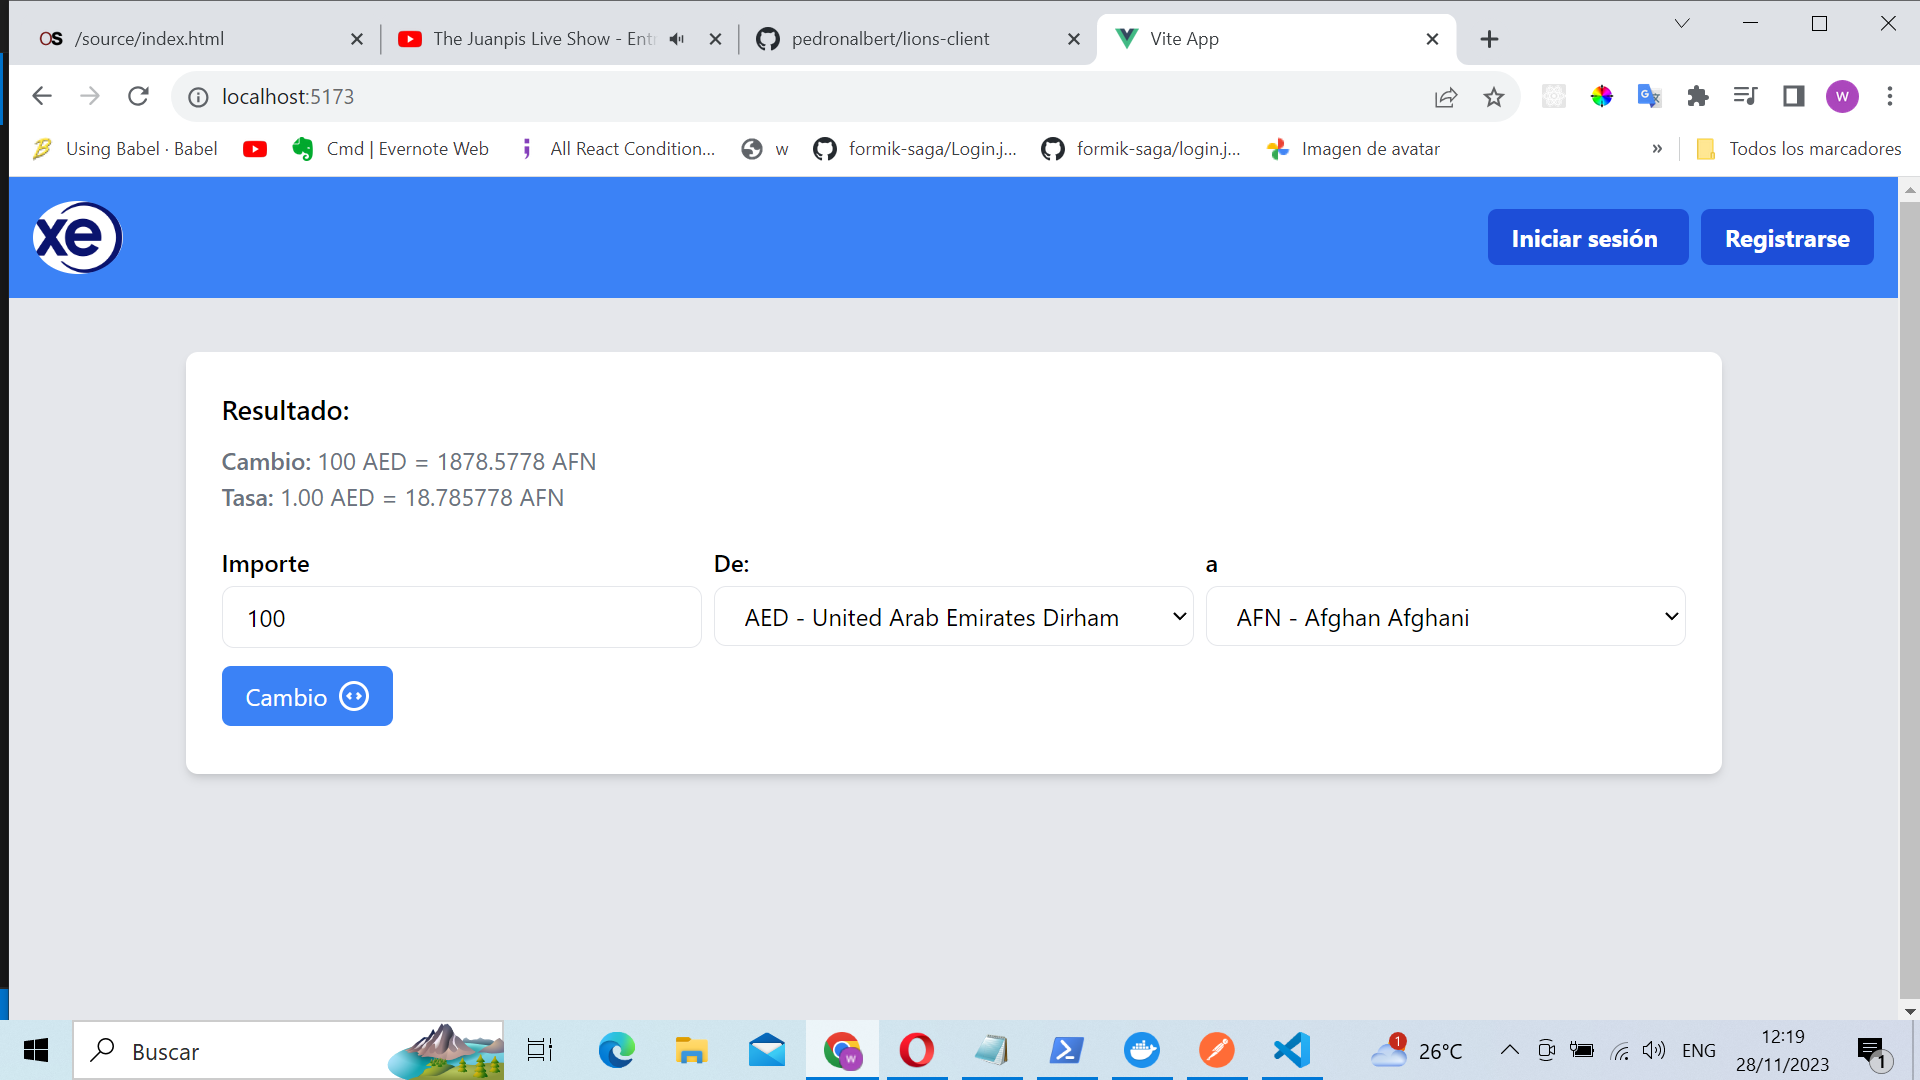 OS /source/index.html
The Juanpis Live Show - Ent
pedronalbert/lions-client
Vite App
localhost:5173
w
Using Babel · Babel
Cmd | Evernote Web
All React Condition...
w
formik-saga/Login.j...
formik-saga/login.j...
Imagen de avatar
»
Todos los marcadores
xe
Iniciar sesión
Registrarse
Resultado:
Cambio: 100 AED = 1878.5778 AFN
Tasa: 1.00 AED = 18.785778 AFN
Importe
De:
a
100
AED - United Arab Emirates Dirham
AFN - Afghan Afghani
Cambio
Buscar
w
1
26°C
ENG
12:19
28/11/2023
1